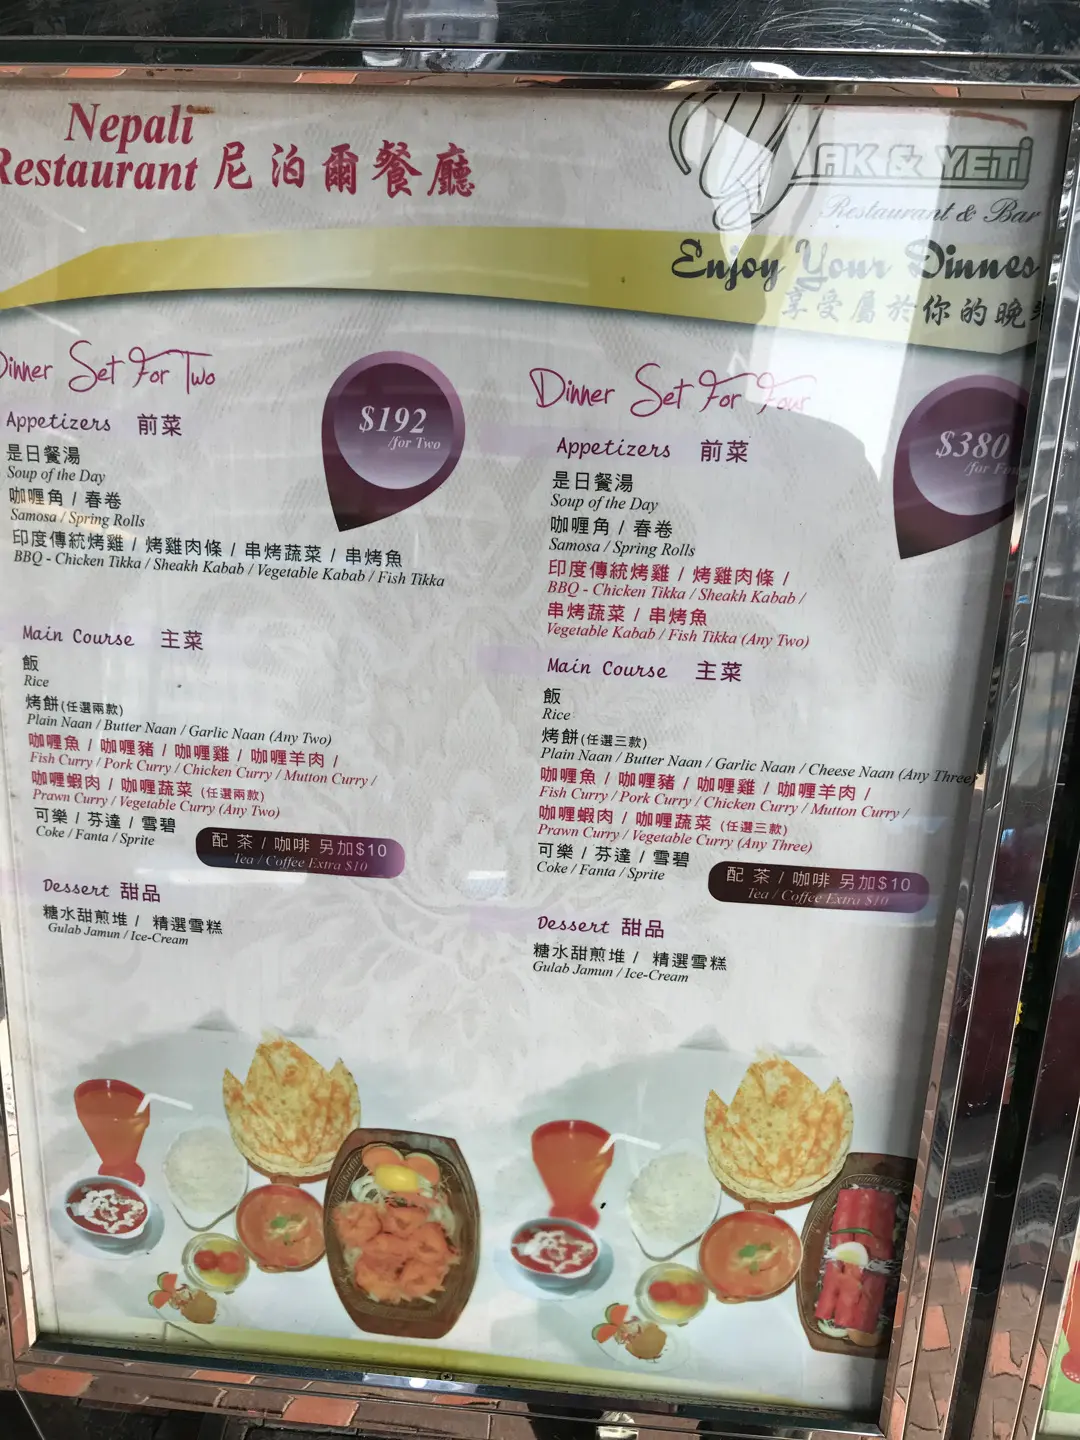 Nepali
Restaurant 尼泊爾餐廳
YAK & YETI
Restaurant & Bar
Enjoy Your Dinnes
享受屬於你的晚
Dinner Set For Two
$192
/for Two
Appetizers 前菜
是日餐湯
Soup of the Day
咖喱角 / 春卷
Samosa / Spring Rolls
印度傳統烤雞 / 烤雞肉條 / 串烤蔬菜 / 串烤魚
BBQ - Chicken Tikka / Sheakh Kabab / Vegetable Kabab / Fish Tikka
Main Course 主菜
飯
Rice
烤餅(任選兩款)
Plain Naan / Butter Naan / Garlic Naan (Any Two)
咖喱魚 / 咖喱豬 / 咖喱雞 / 咖喱羊肉 /
Fish Curry / Pork Curry / Chicken Curry / Mutton Curry /
咖喱蝦肉 / 咖喱蔬菜 (任選兩款)
Prawn Curry / Vegetable Curry (Any Two)
可樂 / 芬達 / 雪碧
Coke / Fanta / Sprite
配 茶 / 咖啡 另加$10
Tea / Coffee Extra $10
Dessert 甜品
糖水甜煎堆 / 精選雪糕
Gulab Jamun / Ice-Cream
Dinner Set For Four
$380
/for
Appetizers 前菜
是日餐湯
Soup of the Day
咖喱角 / 春卷
Samosa / Spring Rolls
印度傳統烤雞 / 烤雞肉條 /
BBQ - Chicken Tikka / Sheakh Kabab /
串烤蔬菜 / 串烤魚
Vegetable Kabab / Fish Tikka (Any Two)
Main Course 主菜
飯
Rice
烤餅(任選三款)
Plain Naan / Butter Naan / Garlic Naan / Cheese Naan (Any Three)
咖喱魚 / 咖喱豬 / 咖喱雞 / 咖喱羊肉 /
Fish Curry / Pork Curry / Chicken Curry / Mutton Curry /
咖喱蝦肉 / 咖喱蔬菜 (任選三款)
Prawn Curry / Vegetable Curry (Any Three)
可樂 / 芬達 / 雪碧
Coke / Fanta / Sprite
配 茶 / 咖啡 另加$10
Tea / Coffee Extra $10
Dessert 甜品
糖水甜煎堆 / 精選雪糕
Gulab Jamun / Ice-Cream